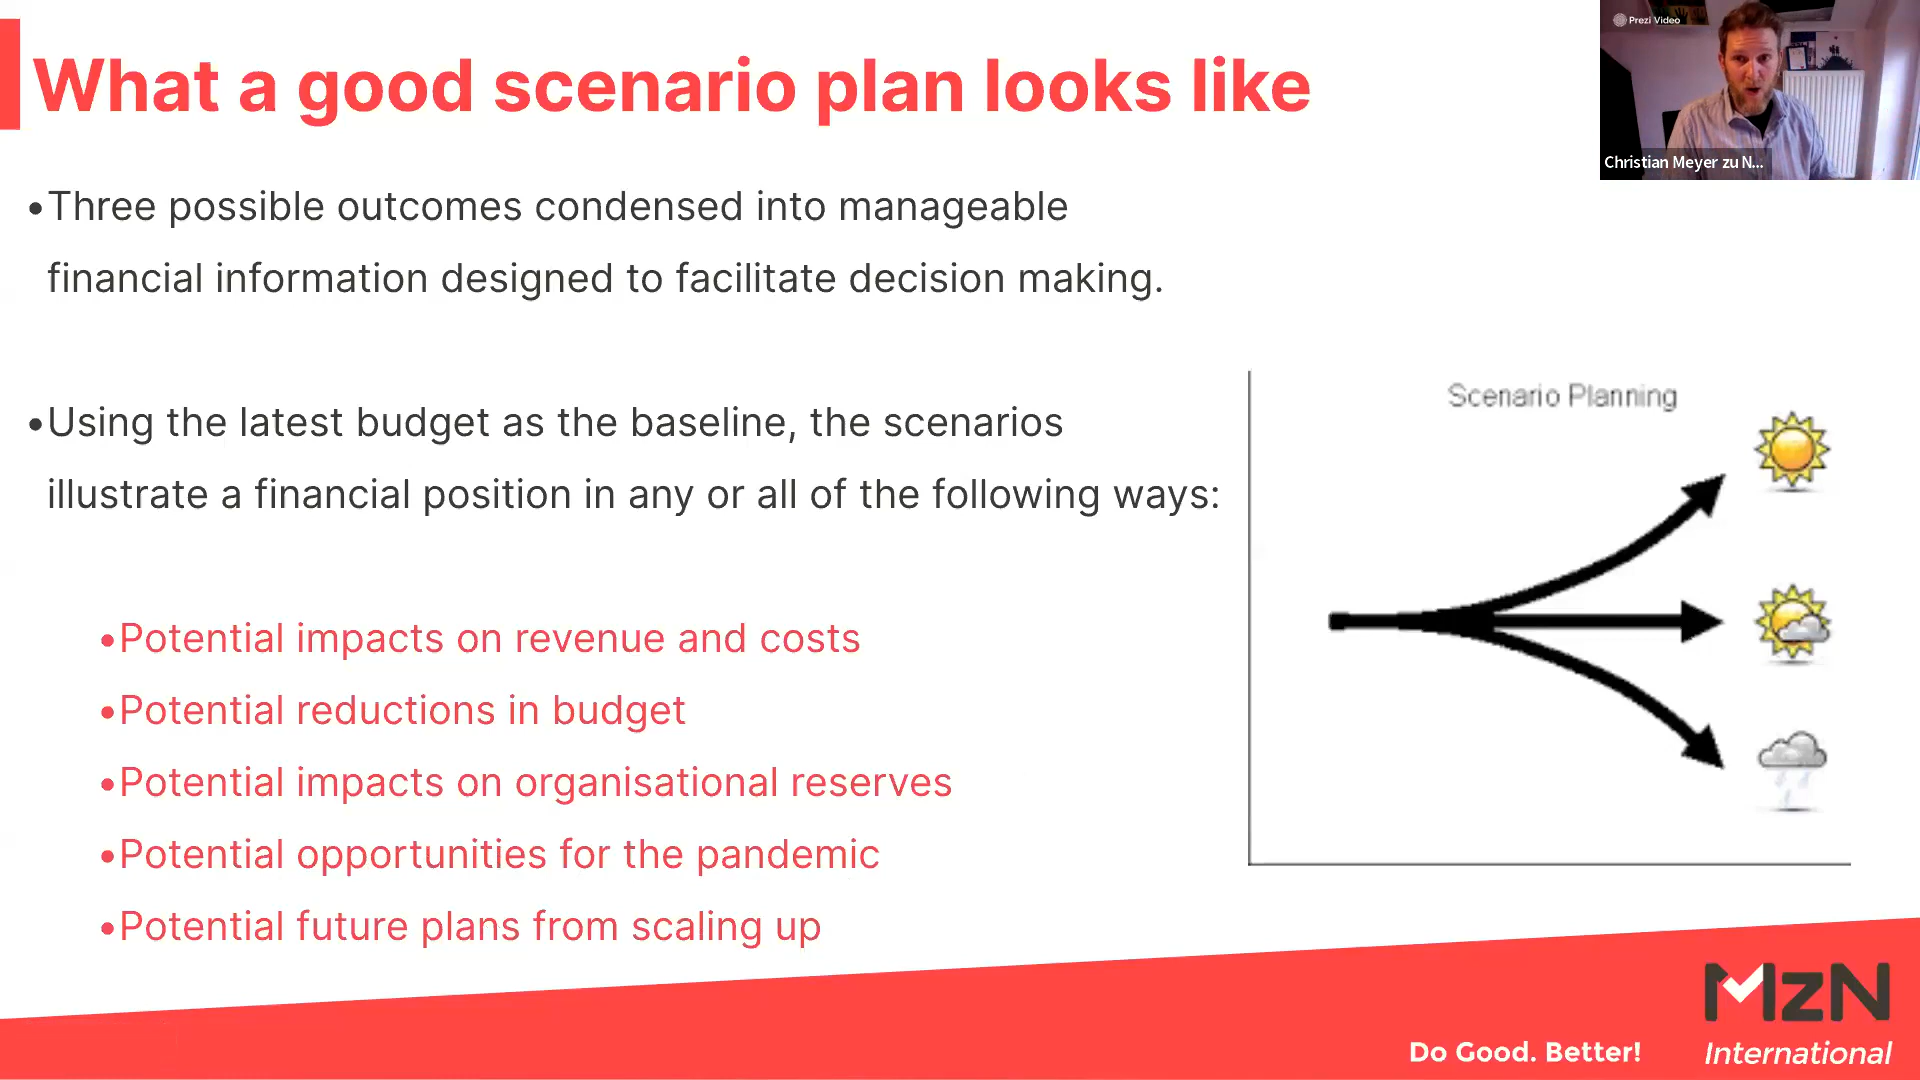 Prezi Video
What a good scenario plan looks like
Christian Meyer zu N...
•Three possible outcomes condensed into manageable
financial information designed to facilitate decision making.
•Using the latest budget as the baseline, the scenarios
illustrate a financial position in any or all of the following ways:
•Potential impacts on revenue and costs
•Potential reductions in budget
•Potential impacts on organisational reserves
•Potential opportunities for the pandemic
•Potential future plans from scaling up
Scenario Planning
Do Good. Better!
MzN
International